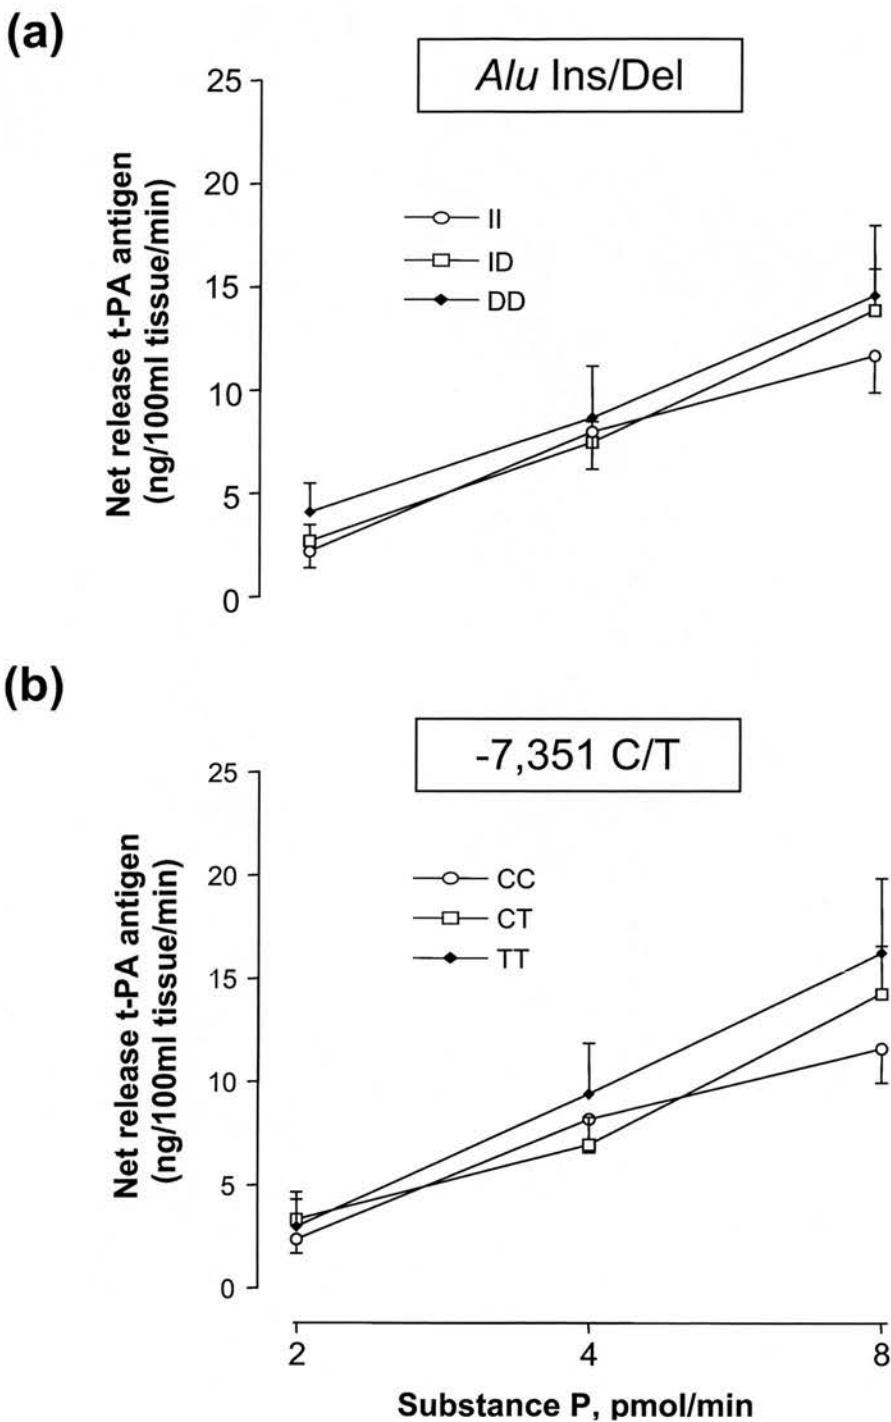 (a)
Alu Ins/Del
25
20
15
10
5
0
Net release t-PA antigen
(ng/100ml tissue/min)
II
ID
DD
(b)
-7,351 C/T
25
20
15
10
5
0
Net release t-PA antigen
(ng/100ml tissue/min)
CC
CT
TT
2 4 8
Substance P, pmol/min